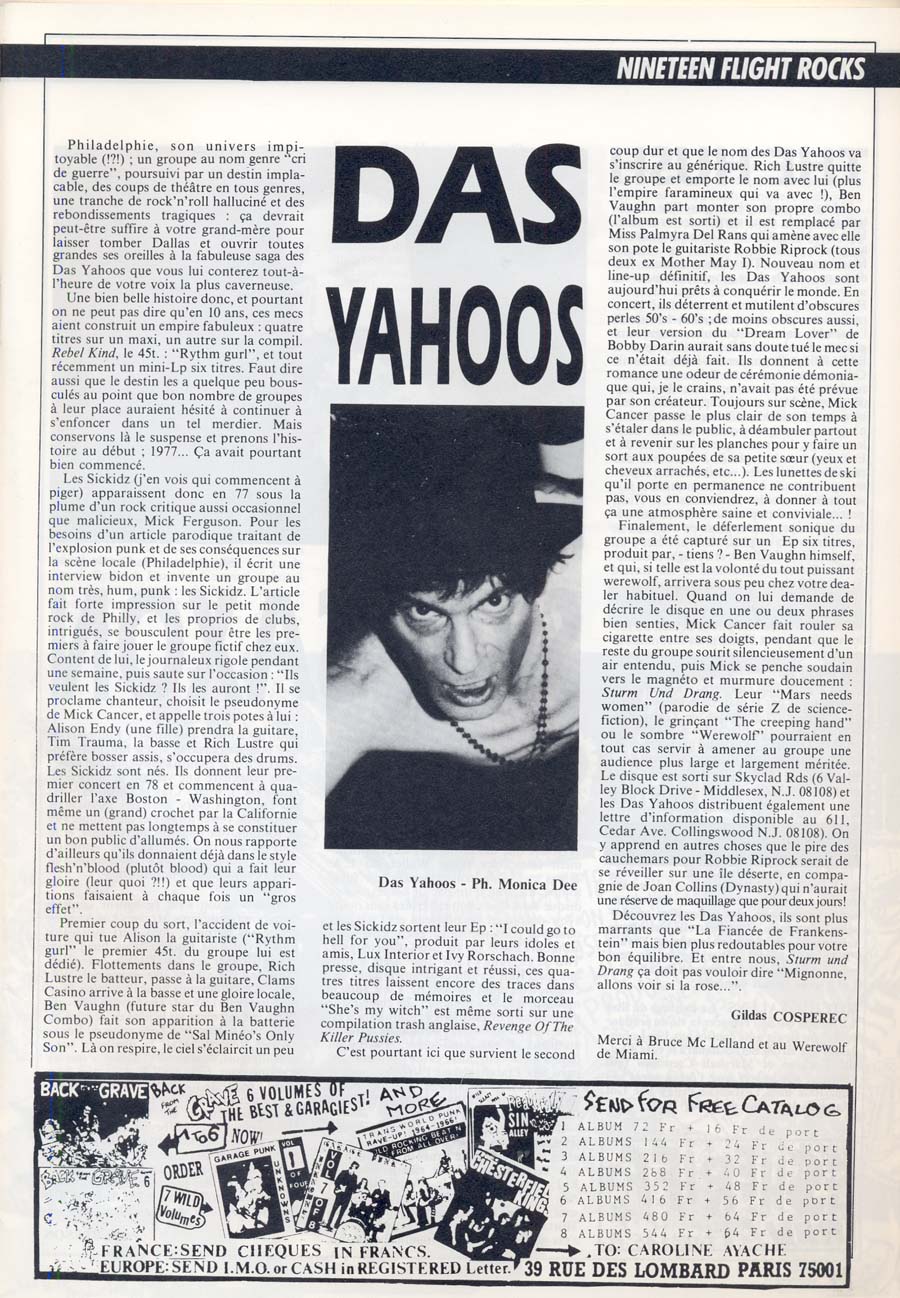 NINETEEN FLIGHT ROCKS
DAS
YAHOOS
Philadelphie, son univers impi-
toyable (!?!) ; un groupe au nom genre “cri
de guerre”, poursuivi par un destin impla-
cable, des coups de théâtre en tous genres,
une tranche de rock’n’roll halluciné et des
rebondissements tragiques : ça devrait
peut-être suffire à votre grand-mère pour
laisser tomber Dallas et ouvrir toutes
grandes ses oreilles à la fabuleuse saga des
Das Yahoos que vous lui conterez tout-à-
l’heure de votre voix la plus caverneuse.
Une bien belle histoire donc, et pourtant
on ne peut pas dire qu’en 10 ans, ces mecs
aient construit un empire fabuleux : quatre
titres sur un maxi, un autre sur la compil.
Rebel Kind, le 45t. : “Rythm gurl”, et tout
récemment un mini-Lp six titres. Faut dire
aussi que le destin les a quelque peu bous-
culés au point que bon nombre de groupes
à leur place auraient hésité à continuer à
s’enfoncer dans un tel merdier. Mais
conservons là le suspense et prenons l’his-
toire au début ; 1977... Ça avait pourtant
bien commencé.
Les Sickidz (j’en vois qui commencent à
piger) apparaissent donc en 77 sous la
plume d’un rock critique aussi occasionnel
que malicieux, Mick Ferguson. Pour les
besoins d’un article parodique traitant de
l’explosion punk et de ses conséquences sur
la scène locale (Philadelphie), il écrit une
interview bidon et invente un groupe au
nom très, hum, punk : les Sickidz. L’article
fait forte impression sur le petit monde
rock de Philly, et les proprios de clubs,
intrigués, se bousculent pour être les pre-
miers à faire jouer le groupe fictif chez eux.
Content de lui, le journaleux rigole pendant
une semaine, puis saute sur l’occasion : “Ils
veulent les Sickidz ? Ils les auront !”. Il se
proclame chanteur, choisit le pseudonyme
de Mick Cancer, et appelle trois potes à lui :
Alison Endy (une fille) prendra la guitare,
Tim Trauma, la basse et Rich Lustre qui
préfère bosser assis, s’occupera des drums.
Les Sickidz sont nés. Ils donnent leur pre-
mier concert en 78 et commencent à qua-
driller l’axe Boston - Washington, font
même un (grand) crochet par la Californie
et ne mettent pas longtemps à se constituer
un bon public d’allumés. On nous rapporte
d’ailleurs qu’ils donnaient déjà dans le style
flesh’n’blood (plutôt blood) qui a fait leur
gloire (leur quoi ?!!) et que leurs appari-
tions faisaient à chaque fois un “gros
effet”.
Premier coup du sort, l’accident de voi-
ture qui tue Alison la guitariste (“Rythm
gurl” le premier 45t. du groupe lui est
dédié). Flottements dans le groupe, Rich
Lustre le batteur, passe à la guitare, Clams
Casino arrive à la basse et une gloire locale,
Ben Vaughn (future star du Ben Vaughn
Combo) fait son apparition à la batterie
sous le pseudonyme de “Sal Minéo’s Only
Son”. Là on respire, le ciel s’éclaircit un peu
Das Yahoos - Ph. Monica Dee
et les Sickidz sortent leur Ep : “I could go to
hell for you”, produit par leurs idoles et
amis, Lux Interior et Ivy Rorschach. Bonne
presse, disque intrigant et réussi, ces qua-
tres titres laissent encore des traces dans
beaucoup de mémoires et le morceau
“She’s my witch” est même sorti sur une
compilation trash anglaise, Revenge Of The
Killer Pussies.
C’est pourtant ici que survient le second
coup dur et que le nom des Das Yahoos va
s’inscrire au générique. Rich Lustre quitte
le groupe et emporte le nom avec lui (plus
l’empire faramineux qui va avec !), Ben
Vaughn part monter son propre combo
(l’album est sorti) et il est remplacé par
Miss Palmyra Del Rans qui amène avec elle
son pote le guitariste Robbie Riprock (tous
deux ex Mother May I). Nouveau nom et
line-up définitif, les Das Yahoos sont
aujourd’hui prêts à conquérir le monde. En
concert, ils déterrent et mutilent d’obscures
perles 50’s - 60’s ; de moins obscures aussi,
et leur version du “Dream Lover” de
Bobby Darin aurait sans doute tué le mec si
ce n’était déjà fait. Ils donnent à cette
romance une odeur de cérémonie démonia-
que qui, je le crains, n’avait pas été prévue
par son créateur. Toujours sur scène, Mick
Cancer passe le plus clair de son temps à
s’étaler dans le public, à déambuler partout
et à revenir sur les planches pour y faire un
sort aux poupées de sa petite sœur (yeux et
cheveux arrachés, etc...). Les lunettes de ski
qu’il porte en permanence ne contribuent
pas, vous en conviendrez, à donner à tout
ça une atmosphère saine et conviviale... !
Finalement, le déferlement sonique du
groupe a été capturé sur un Ep six titres,
produit par, - tiens ? - Ben Vaughn himself,
et qui, si telle est la volonté du tout puissant
werewolf, arrivera sous peu chez votre dea-
ler habituel. Quand on lui demande de
décrire le disque en une ou deux phrases
bien senties, Mick Cancer fait rouler sa
cigarette entre ses doigts, pendant que le
reste du groupe sourit silencieusement d’un
air entendu, puis Mick se penche soudain
vers le magnéto et murmure doucement :
Sturm Und Drang. Leur “Mars needs
women” (parodie de série Z de science-
fiction), le grinçant “The creeping hand”
ou le sombre “Werewolf” pourraient en
tout cas servir à amener au groupe une
audience plus large et largement méritée.
Le disque est sorti sur Skyclad Rds (6 Val-
ley Block Drive - Middlesex, N.J. 08108) et
les Das Yahoos distribuent également une
lettre d’information disponible au 611,
Cedar Ave. Collingswood N.J. 08108). On
y apprend en autres choses que le pire des
cauchemars pour Robbie Riprock serait de
se réveiller sur une île déserte, en compa-
gnie de Joan Collins (Dynasty) qui n’aurait
une réserve de maquillage que pour deux jours!
Découvrez les Das Yahoos, ils sont plus
marrants que “La Fiancée de Frankens-
tein” mais bien plus redoutables pour votre
bon équilibre. Et entre nous, Sturm und
Drang ça doit pas vouloir dire “Mignonne,
allons voir si la rose...”.
Gildas COSPEREC
Merci à Bruce Mc Lelland et au Werewolf
de Miami.
BACK FROM THE GRAVE
BACK FROM THE GRAVE 6 VOLUMES OF
THE BEST & GARAGIEST! AND MORE
1 TO 6 NOW!
ORDER
7 WILD Volumes
BACK FROM THE GRAVE 6
GARAGE PUNK UNKNOWNS
VOL 1 OF FOUR
VOL 7 OF 8
TRANS WORLD PUNK
RAVE-UP! 1964-1966!
WILD ROCKING BEAT'N
FROM ALL OVER!
SIN ALLEY
CHESTERFIELD KINGS
SEND FOR FREE CATALOG
1 ALBUM 72 Fr + 16 Fr de port
2 ALBUMS 144 Fr + 24 Fr de port
3 ALBUMS 216 Fr + 32 Fr de port
4 ALBUMS 288 Fr + 40 Fr de port
5 ALBUMS 352 Fr + 48 Fr de port
6 ALBUMS 416 Fr + 56 Fr de port
7 ALBUMS 480 Fr + 64 Fr de port
8 ALBUMS 544 Fr + 64 Fr de port
FRANCE: SEND CHEQUES IN FRANCS.
EUROPE: SEND I.M.O. or CASH in REGISTERED Letter.
TO: CAROLINE AYACHE
39 RUE DES LOMBARD PARIS 75001